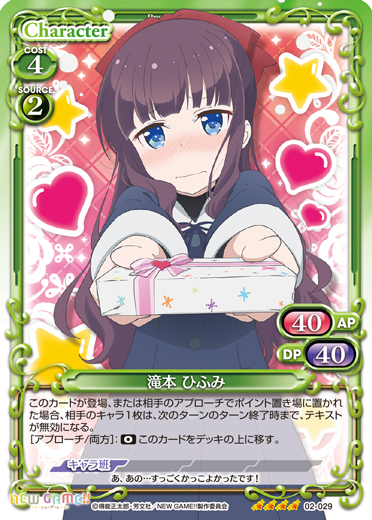 Character
COST
4
SOURCE
2
40 AP
DP 40
滝本 ひふみ
このカードが登場、または相手のアプローチでポイント置き場に置かれ
た場合、相手のキャラ1枚は、次のターンのターン終了時まで、テキスト
が無効になる。
[アプローチ/両方]: このカードをデッキの上に移す。
キャラ班
あ、あの…すっごくかっこよかったです!
NEW GAME!!
©得能正太郎・芳文社/NEW GAME!!製作委員会
02-029